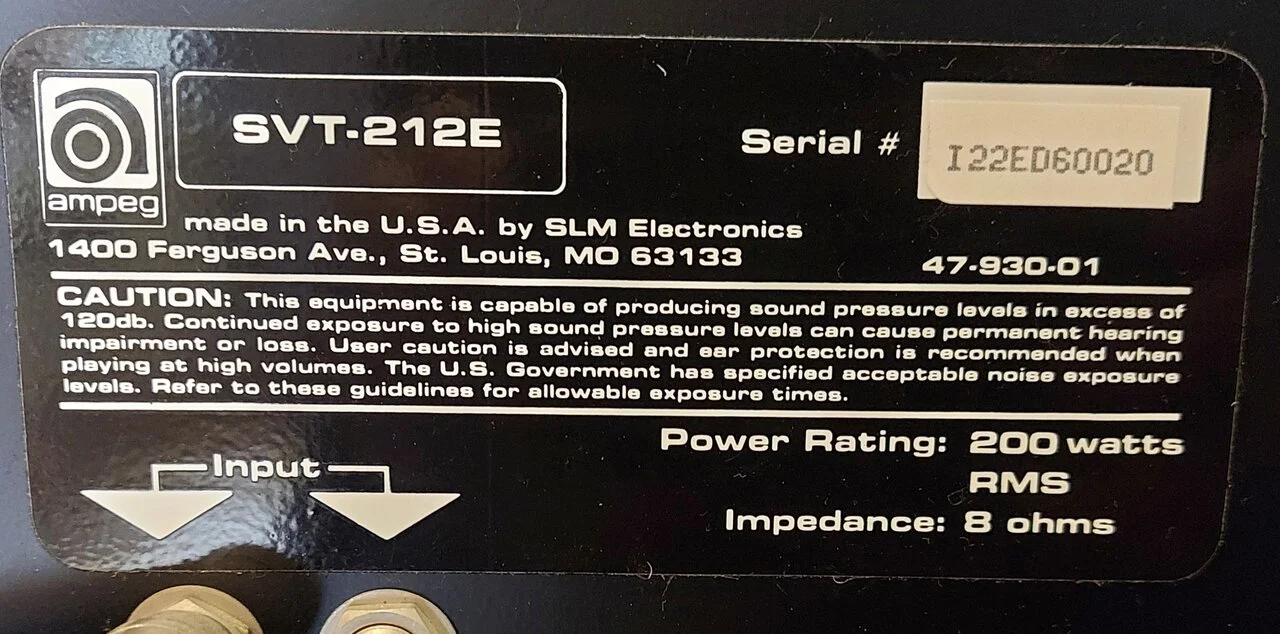 ampeg
SVT-212E
Serial # I22ED60020
made in the U.S.A. by SLM Electronics
1400 Ferguson Ave., St. Louis, MO 63133
47-930-01
CAUTION: This equipment is capable of producing sound pressure levels in excess of
120db. Continued exposure to high sound pressure levels can cause permanent hearing
impairment or loss. User caution is advised and ear protection is recommended when
playing at high volumes. The U.S. Government has specified acceptable noise exposure
levels. Refer to these guidelines for allowable exposure times.
Input
Power Rating: 200 watts
RMS
Impedance: 8 ohms